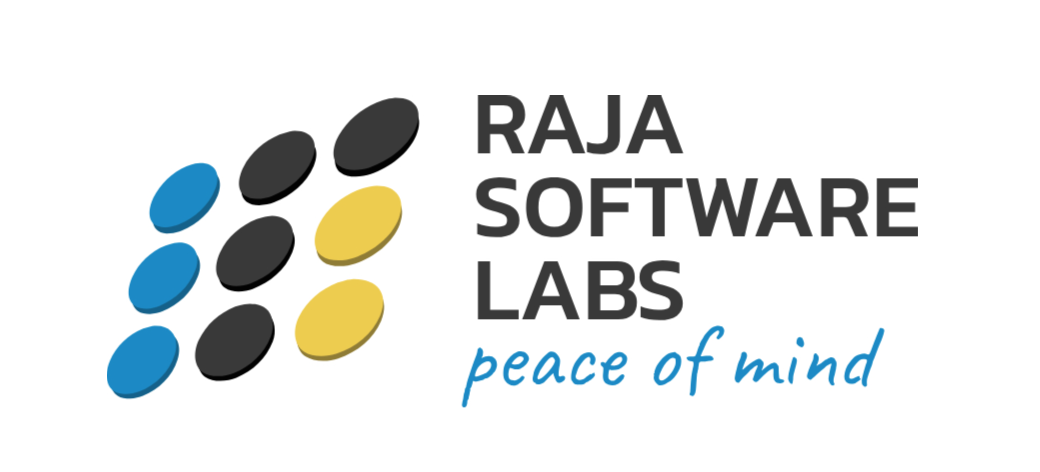 RAJA
SOFTWARE
LABS
peace of mind